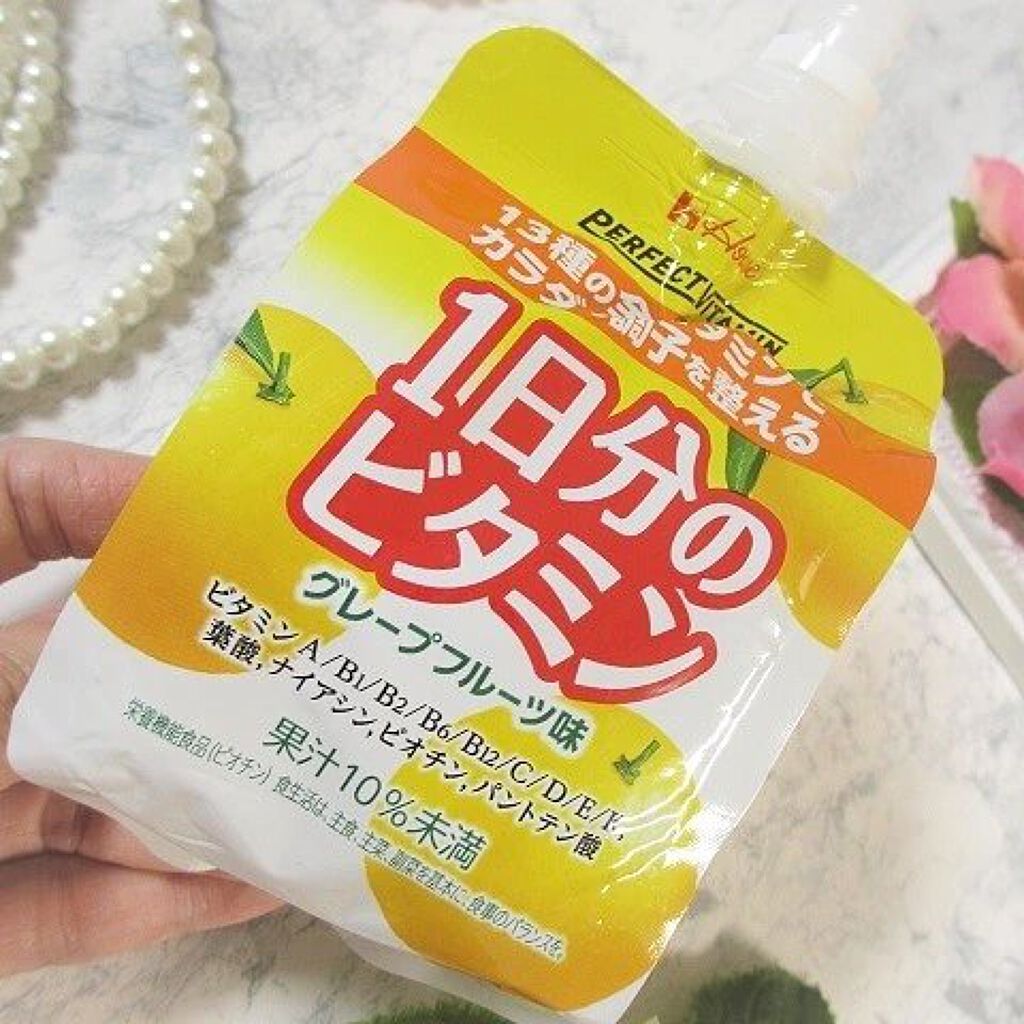 House
PERFECT VITAMIN
13種のビタミンと
カラダの調子を整える
1日分の
ビタミン
グレープフルーツ味
ビタミンA/B1/B2/B6/B12/C/D/E/K,
葉酸,ナイアシン,ビオチン,パントテン酸
果汁10%未満
栄養機能食品(ビオチン) 食生活は、主食、主菜、副菜を基本に、食事のバランスを。